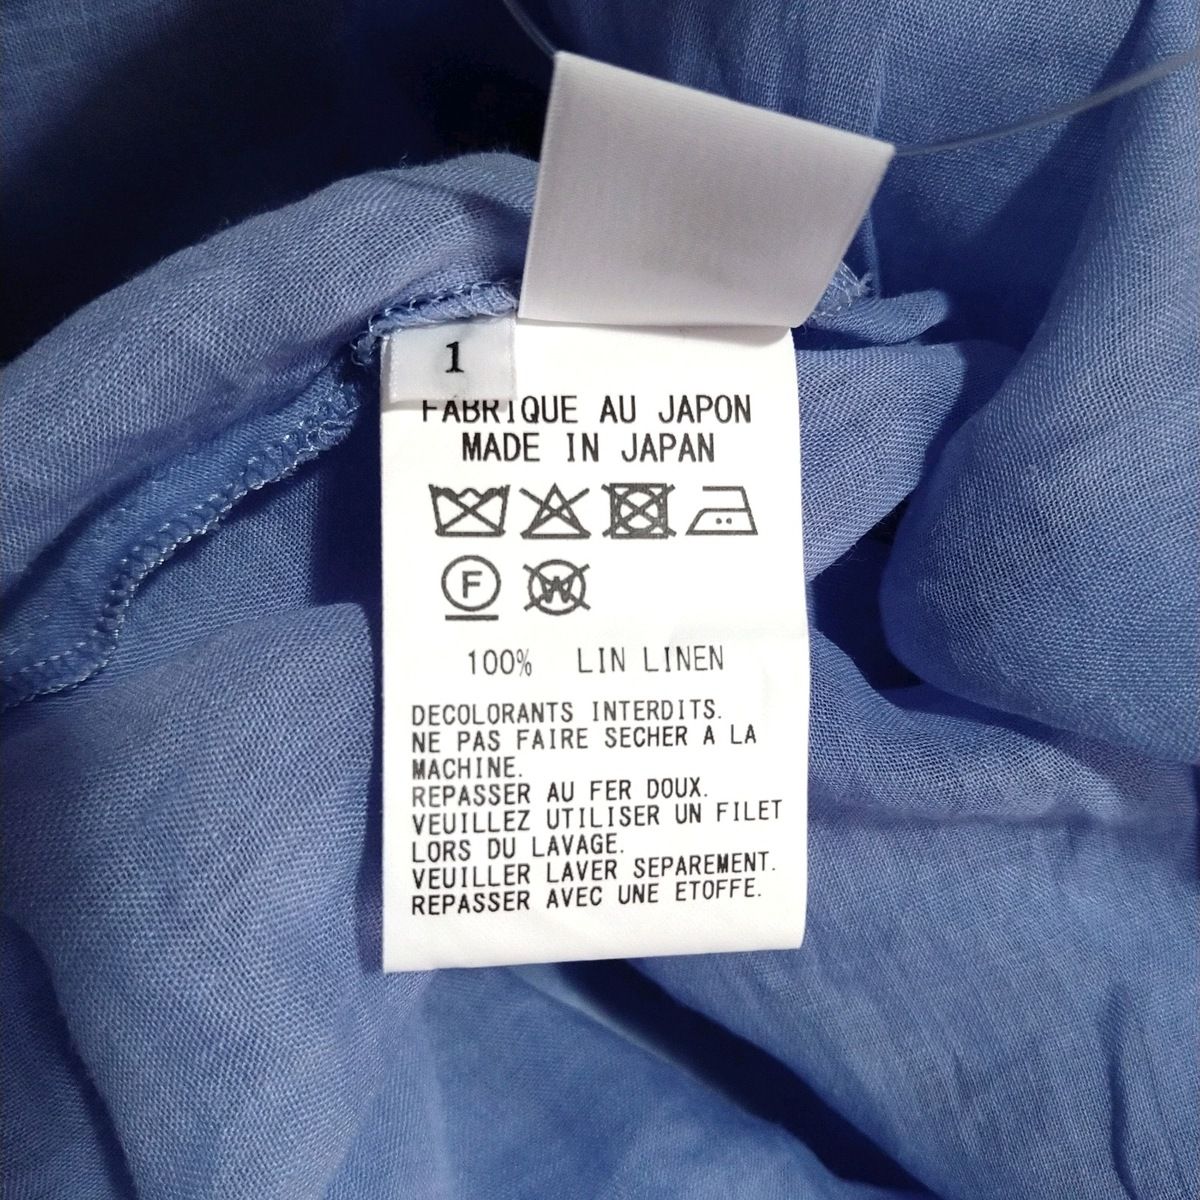 1
FABRIQUE AU JAPON
MADE IN JAPAN
F
W
100% LIN LINEN
DECOLORANTS INTERDITS.
NE PAS FAIRE SECHER A LA
MACHINE.
REPASSER AU FER DOUX.
VEUILLEZ UTILISER UN FILET
LORS DU LAVAGE.
VEUILLER LAVER SEPAREMENT.
REPASSER AVEC UNE ETOFFE.